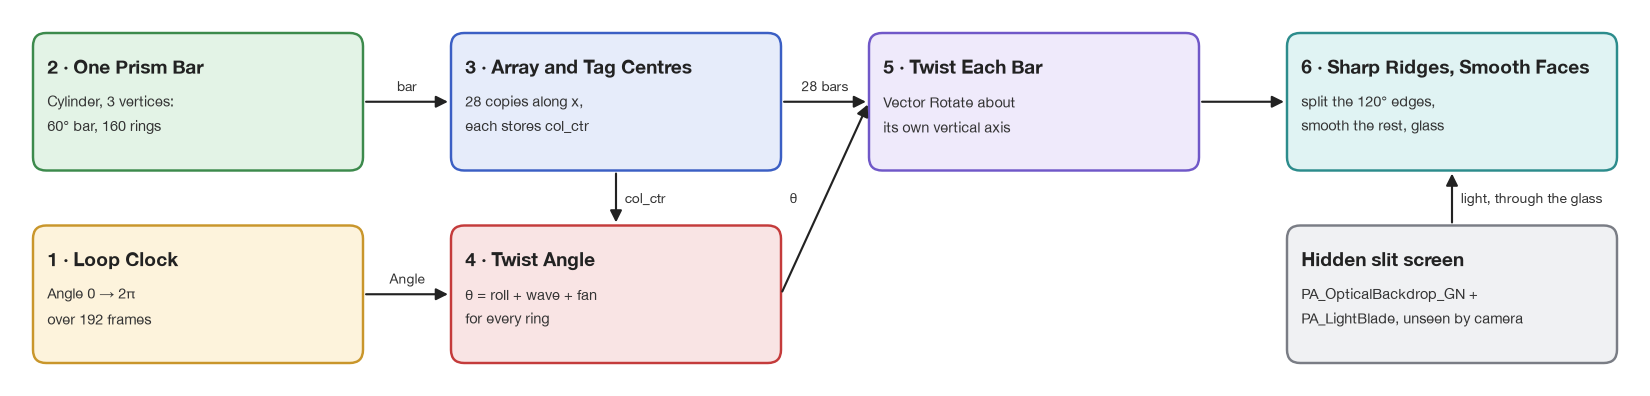 2 · One Prism Bar
Cylinder, 3 vertices:
60° bar, 160 rings
bar
3 · Array and Tag Centres
28 copies along x,
each stores col_ctr
28 bars
5 · Twist Each Bar
Vector Rotate about
its own vertical axis
6 · Sharp Ridges, Smooth Faces
split the 120° edges,
smooth the rest, glass
col_ctr
θ
light, through the glass
1 · Loop Clock
Angle 0 → 2π
over 192 frames
Angle
4 · Twist Angle
θ = roll + wave + fan
for every ring
Hidden slit screen
PA_OpticalBackdrop_GN +
PA_LightBlade, unseen by camera